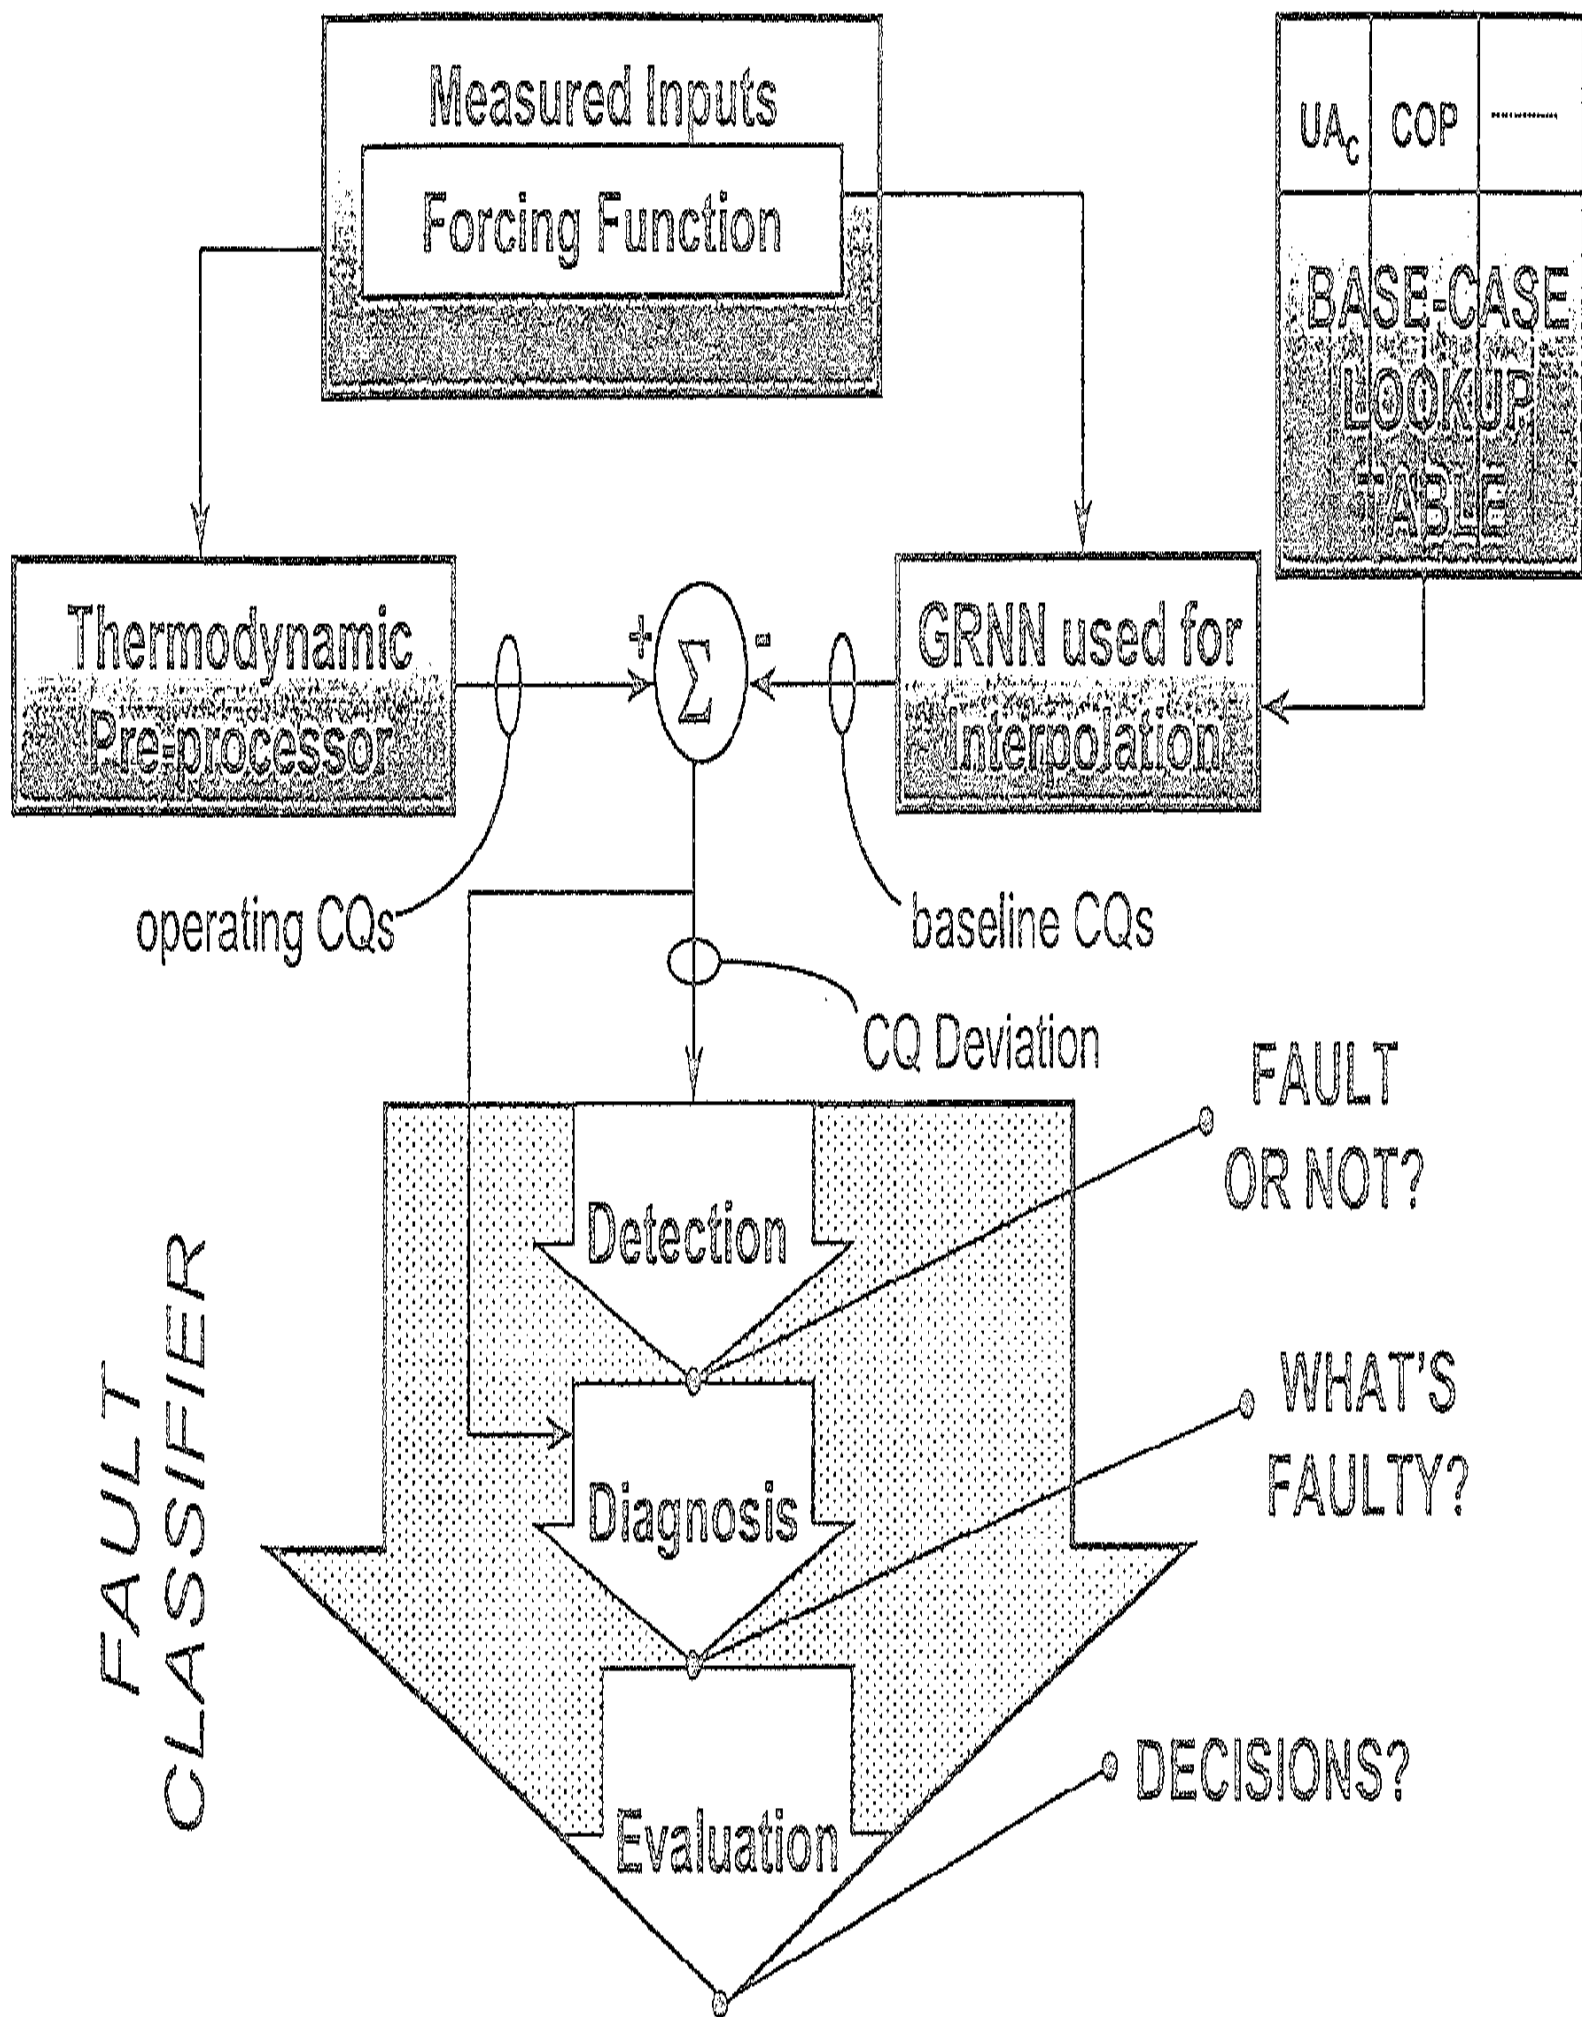 Measured Inputs
Forcing Function
UAC COP
BASE-CASE
LOOKUP
TABLE
Thermodynamic
Pre-processor
+
Σ
-
GRNN used for
Interpolation
operating CQs
baseline CQs
CQ Deviation
FAULT
OR NOT?
Detection
WHAT'S
FAULTY?
Diagnosis
FAULT
CLASSIFIER
DECISIONS?
Evaluation